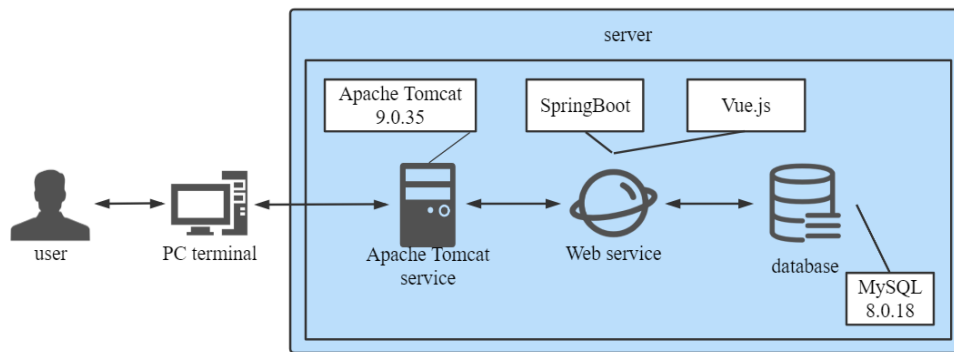 server
Apache Tomcat
9.0.35
SpringBoot
Vue.js
user
PC terminal
Apache Tomcat
service
Web service
database
MySQL
8.0.18